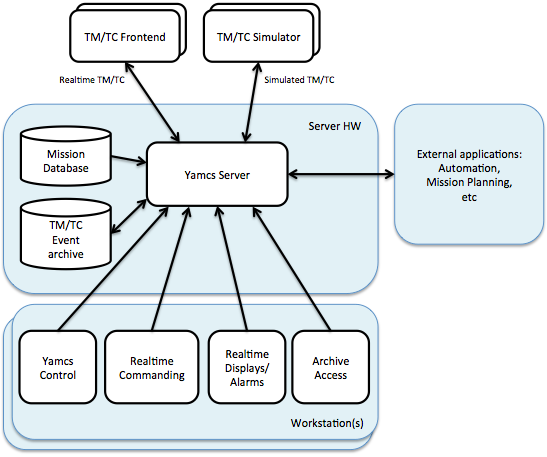 TM/TC Frontend
TM/TC Simulator
Realtime TM/TC
Simulated TM/TC
Server HW
Mission
Database
Yamcs Server
External applications:
Automation,
Mission Planning,
etc
TM/TC
Event
archive
Yamcs
Control
Realtime
Commanding
Realtime
Displays/
Alarms
Archive
Access
Workstation(s)